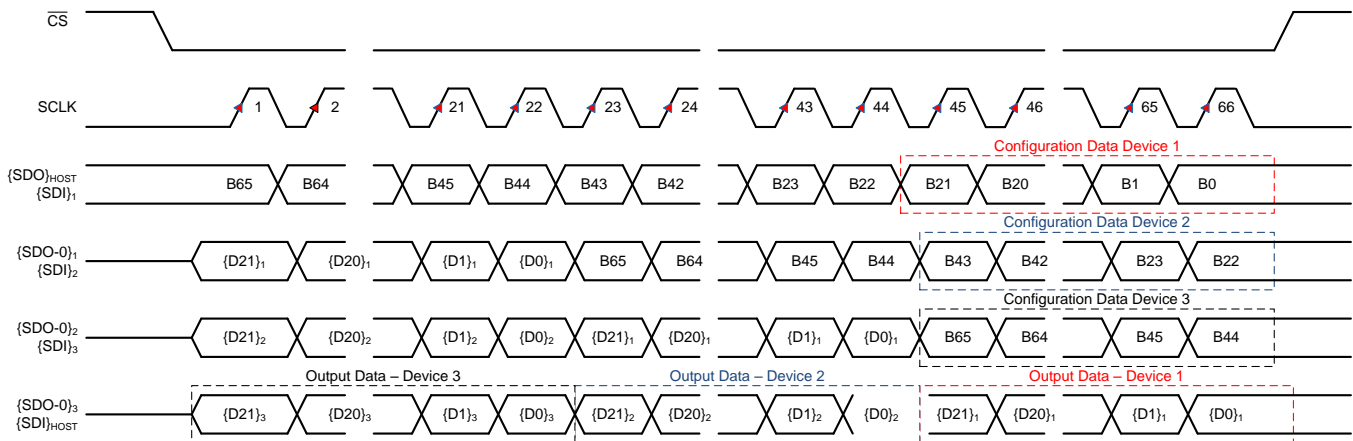 CS
SCLK 1 2 21 22 23 24 43 44 45 46 65 66
Configuration Data Device 1
{SDO}HOST
{SDI}1
B65 B64 B45 B44 B43 B42 B23 B22 B21 B20 B1 B0
Configuration Data Device 2
{SDO-0}1
{SDI}2
{D21}1 {D20}1 {D1}1 {D0}1 B65 B64 B45 B44 B43 B42 B23 B22
Configuration Data Device 3
{SDO-0}2
{SDI}3
{D21}2 {D20}2 {D1}2 {D0}2 {D21}1 {D20}1 {D1}1 {D0}1 B65 B64 B45 B44
Output Data – Device 3 Output Data – Device 2 Output Data – Device 1
{SDO-0}3
{SDI}HOST
{D21}3 {D20}3 {D1}3 {D0}3 {D21}2 {D20}2 {D1}2 {D0}2 {D21}1 {D20}1 {D1}1 {D0}1